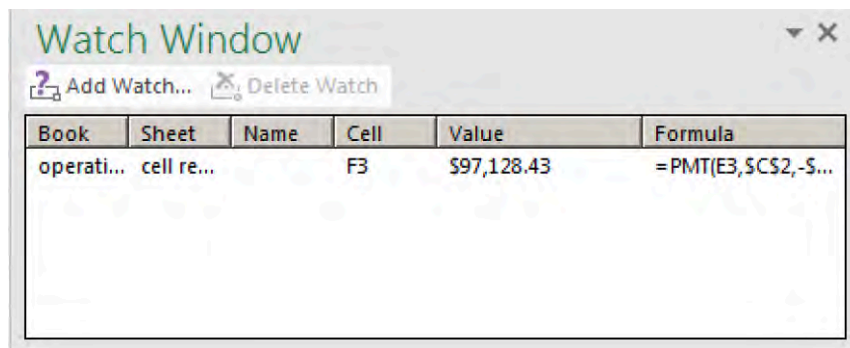 Watch Window
Add Watch... Delete Watch
Book Sheet Name Cell Value Formula
operati... cell re... F3 $97,128.43 =PMT(E3,$C$2,-$...